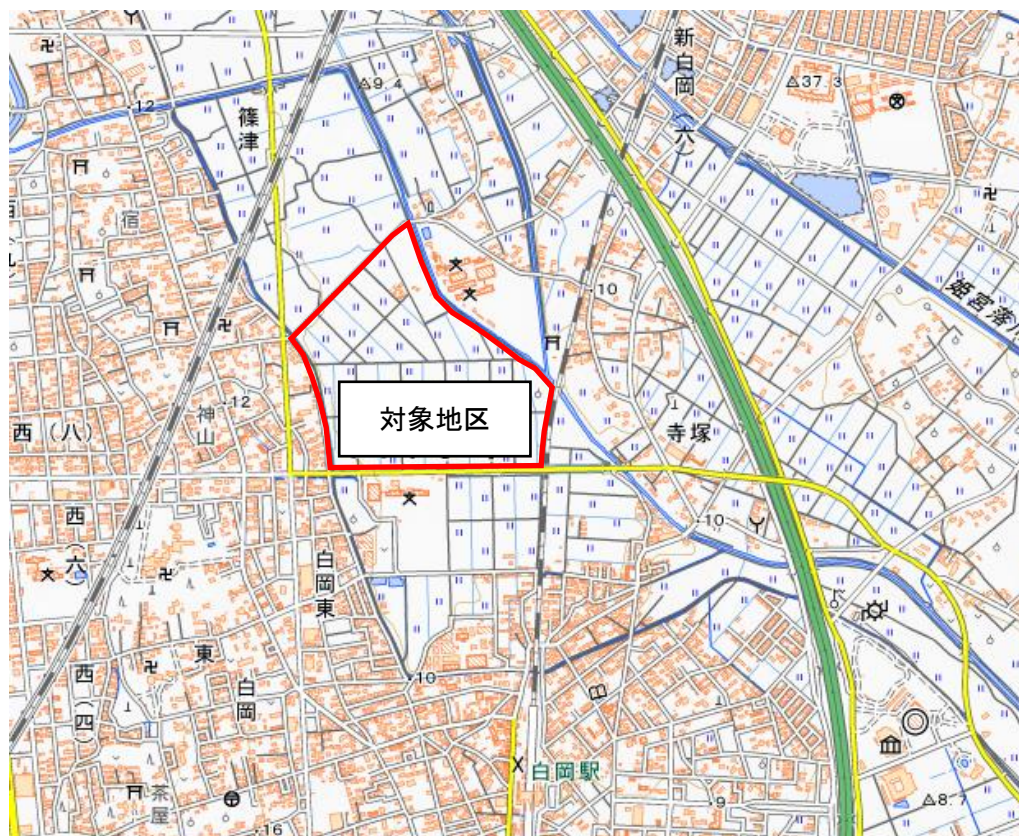 新白岡(六)
△37.3
△9.4
・12
篠津
宿
・10
姫宮落川
神山
・12
西(八)
対象地区
寺塚
西(六)
・10
白岡東
東
・10
白岡
西(四)
白岡駅
茶屋
・9
△8.7
・16